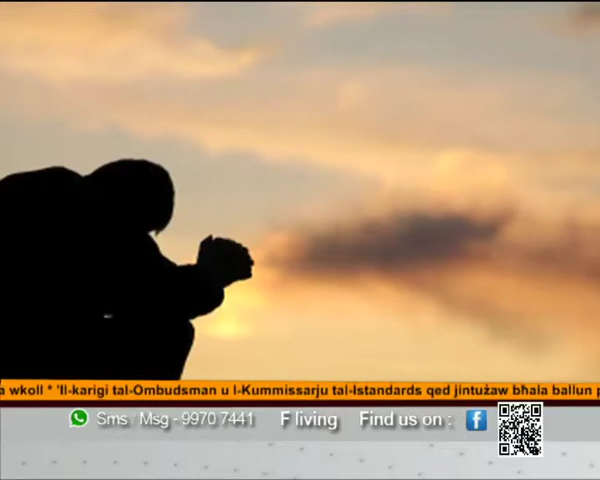 a wkoll * 'Il-karigi tal-Ombudsman u l-Kummissarju tal-Istandards qed jintużaw bħala ballun p
Sms / Msg - 9970 7441 F living Find us on :